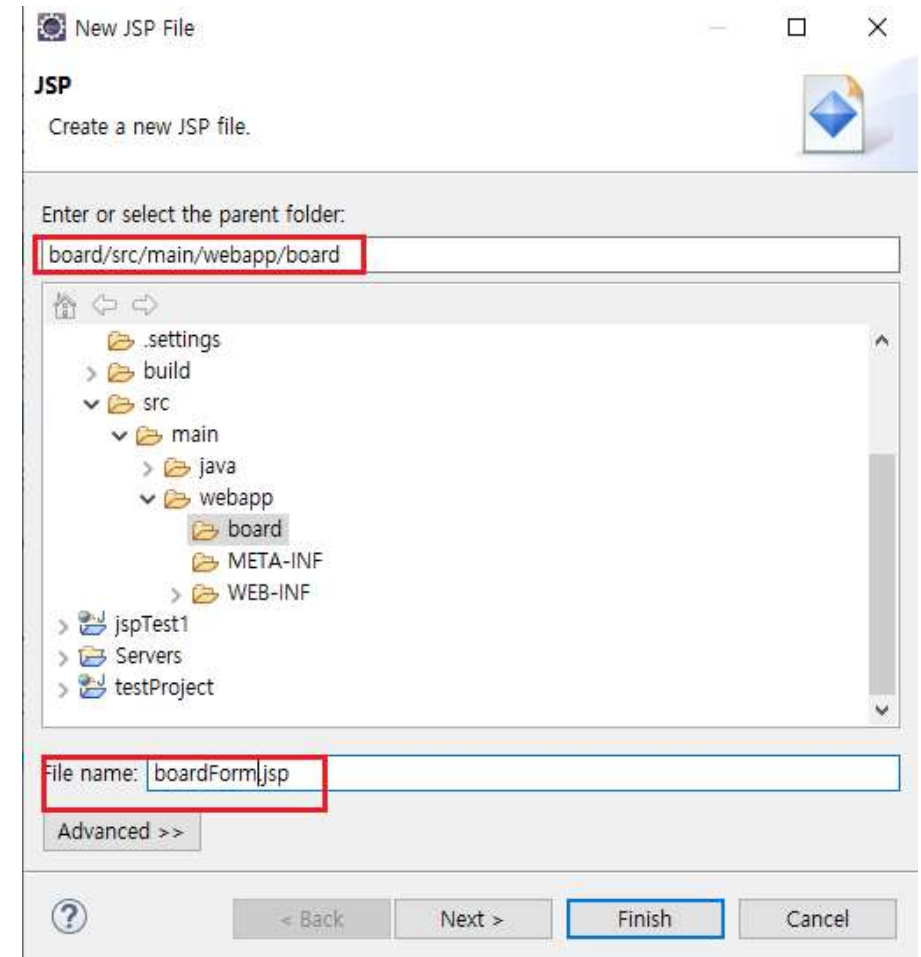 New JSP File
JSP
Create a new JSP file.
Enter or select the parent folder:
board/src/main/webapp/board
.settings
build
src
main
java
webapp
board
META-INF
WEB-INF
jspTest1
Servers
testProject
File name: boardForm.jsp
Advanced >>
< Back Next > Finish Cancel